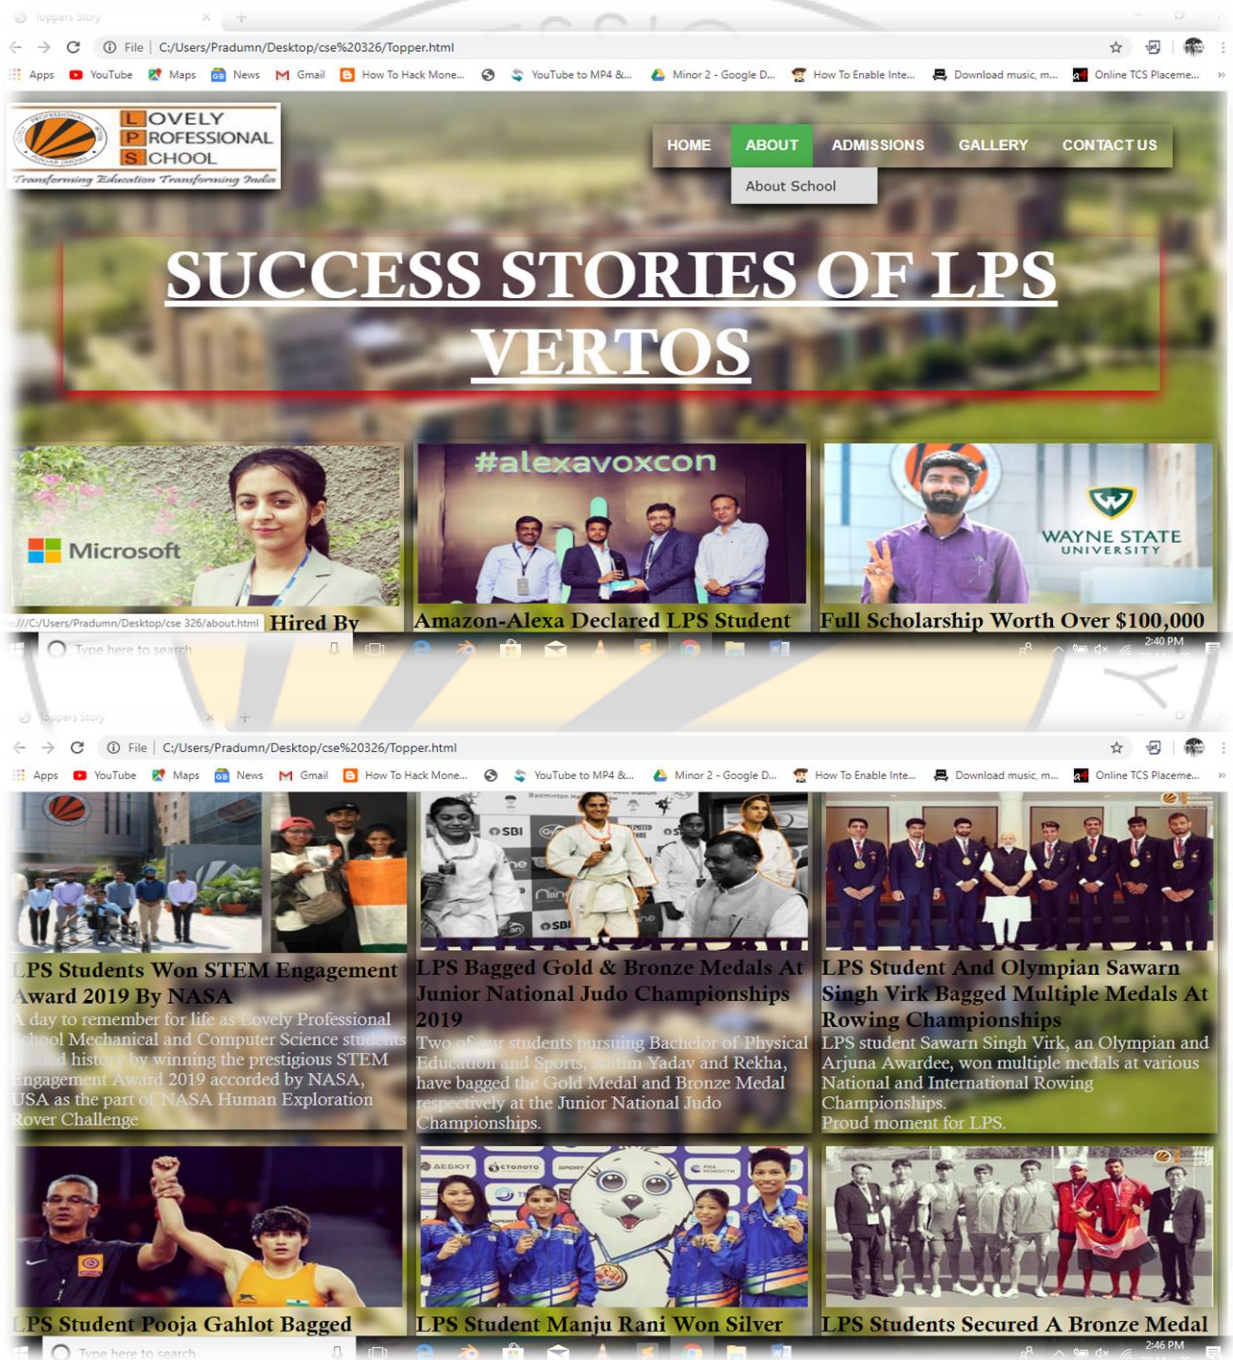 ESSIO
Toppers Story
File | C:/Users/Pradumn/Desktop/cse%20326/Topper.html
Apps YouTube Maps News Gmail How To Hack Mone... YouTube to MP4 &... Minor 2 - Google D... How To Enable Inte... Download music, m... Online TCS Placeme... »
LOVELY
PROFESSIONAL
SCHOOL
Transforming Education Transforming India
HOME ABOUT ADMISSIONS GALLERY CONTACT US
About School
SUCCESS STORIES OF LPS
VERTOS
Microsoft
#alexavoxcon
WAYNE STATE
UNIVERSITY
Hired By
Amazon-Alexa Declared LPS Student
Full Scholarship Worth Over $100,000
///C:/Users/Pradumn/Desktop/cse 326/about.html
Type here to search
2:40 PM
Toppers Story
File | C:/Users/Pradumn/Desktop/cse%20326/Topper.html
Apps YouTube Maps News Gmail How To Hack Mone... YouTube to MP4 &... Minor 2 - Google D... How To Enable Inte... Download music, m... Online TCS Placeme... »
SBI
SBI
LPS Students Won STEM Engagement
Award 2019 By NASA
A day to remember for life as Lovely Professional
School Mechanical and Computer Science students
created history by winning the prestigious STEM
Engagement Award 2019 accorded by NASA,
USA as the part of NASA Human Exploration
Rover Challenge
LPS Bagged Gold & Bronze Medals At
Junior National Judo Championships
2019
Two of our students pursuing Bachelor of Physical
Education and Sports, Antim Yadav and Rekha,
have bagged the Gold Medal and Bronze Medal
respectively at the Junior National Judo
Championships.
LPS Student And Olympian Sawarn
Singh Virk Bagged Multiple Medals At
Rowing Championships
LPS student Sawarn Singh Virk, an Olympian and
Arjuna Awardee, won multiple medals at various
National and International Rowing
Championships.
Proud moment for LPS.
ДЕБЮТ
СТОЛОТО
SPORT
РИА
НОВОСТИ
LPS Student Pooja Gahlot Bagged
LPS Student Manju Rani Won Silver
LPS Students Secured A Bronze Medal
Type here to search
2:46 PM